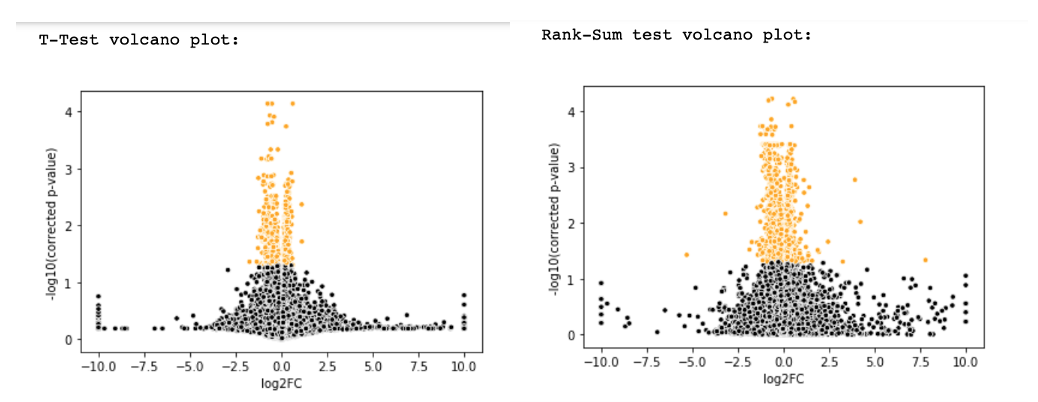 T-Test volcano plot:
Rank-Sum test volcano plot:
-log10(corrected p-value)
4
3
2
1
0
−10.0 −7.5 −5.0 −2.5 0.0 2.5 5.0 7.5 10.0
log2FC
-log10(corrected p-value)
4
3
2
1
0
−10.0 −7.5 −5.0 −2.5 0.0 2.5 5.0 7.5 10.0
log2FC